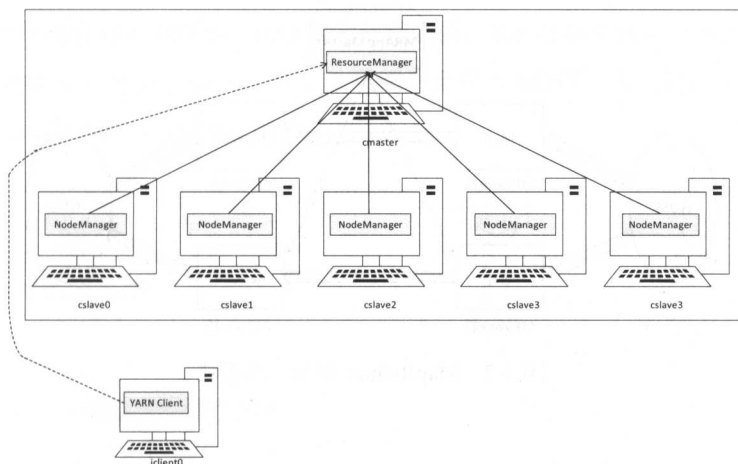 ResourceManager
cmaster
NodeManager
NodeManager
NodeManager
NodeManager
NodeManager
cslave0
cslave1
cslave2
cslave3
cslave3
YARN Client
iclient0